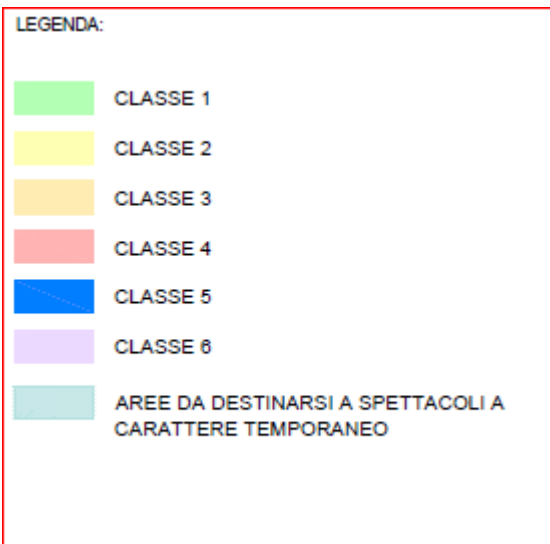 LEGENDA:
CLASSE 1
CLASSE 2
CLASSE 3
CLASSE 4
CLASSE 5
CLASSE 6
AREE DA DESTINARSI A SPETTACOLI A
CARATTERE TEMPORANEO